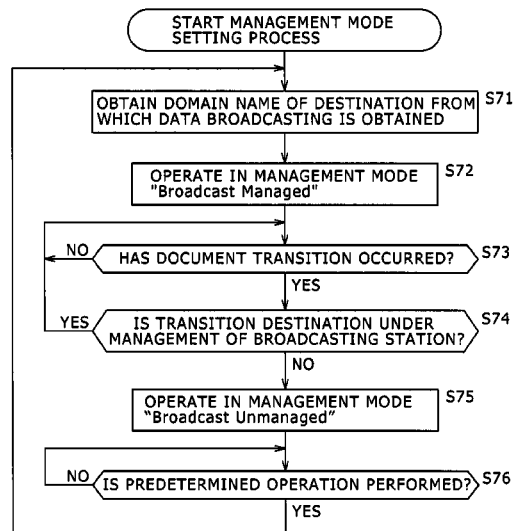 START MANAGEMENT MODE
SETTING PROCESS
OBTAIN DOMAIN NAME OF DESTINATION FROM
WHICH DATA BROADCASTING IS OBTAINED
S71
OPERATE IN MANAGEMENT MODE
"Broadcast Managed"
S72
NO
HAS DOCUMENT TRANSITION OCCURRED?
S73
YES
YES
IS TRANSITION DESTINATION UNDER
MANAGEMENT OF BROADCASTING STATION?
S74
NO
OPERATE IN MANAGEMENT MODE
"Broadcast Unmanaged"
S75
NO
IS PREDETERMINED OPERATION PERFORMED?
S76
YES